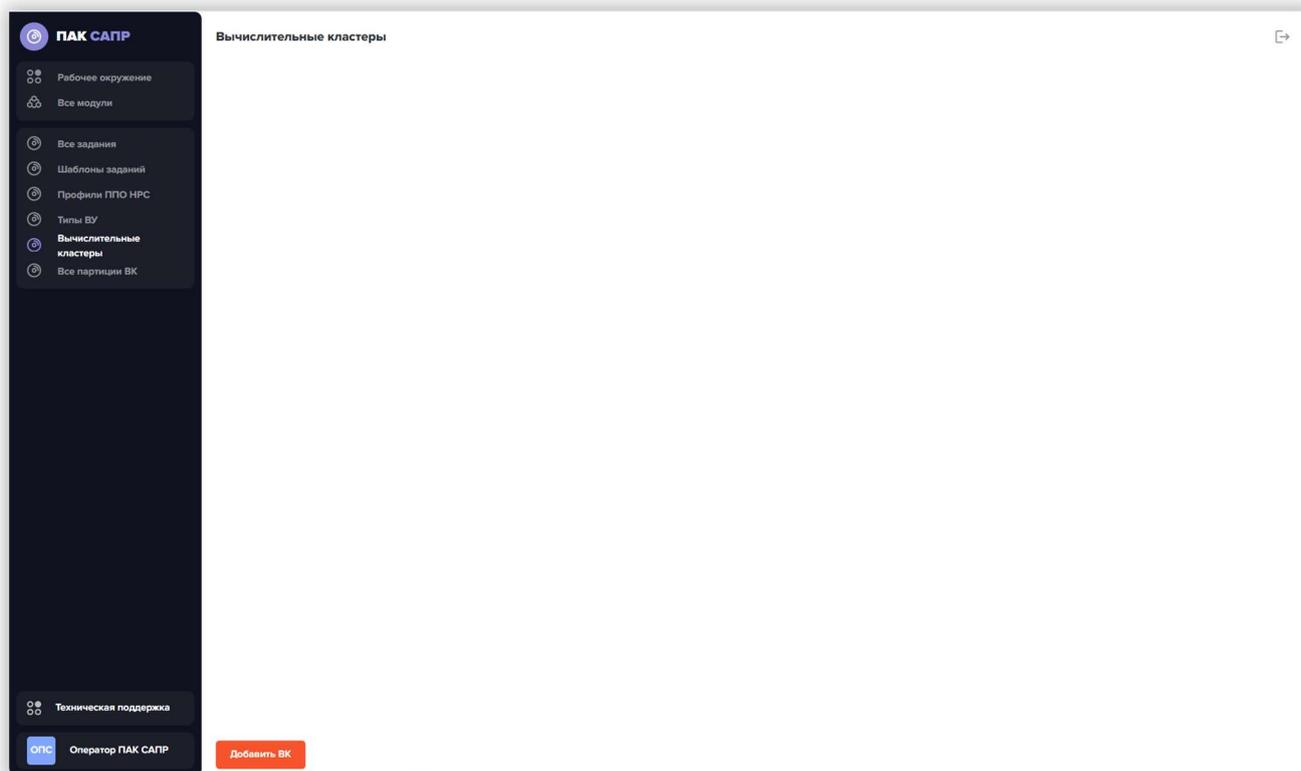 ПАК САПР
Вычислительные кластеры
Рабочее окружение
Все модули
Все задания
Шаблоны заданий
Профили ППО НРС
Типы ВУ
Вычислительные
кластеры
Все партиции ВК
Техническая поддержка
ОПС Оператор ПАК САПР
Добавить ВК